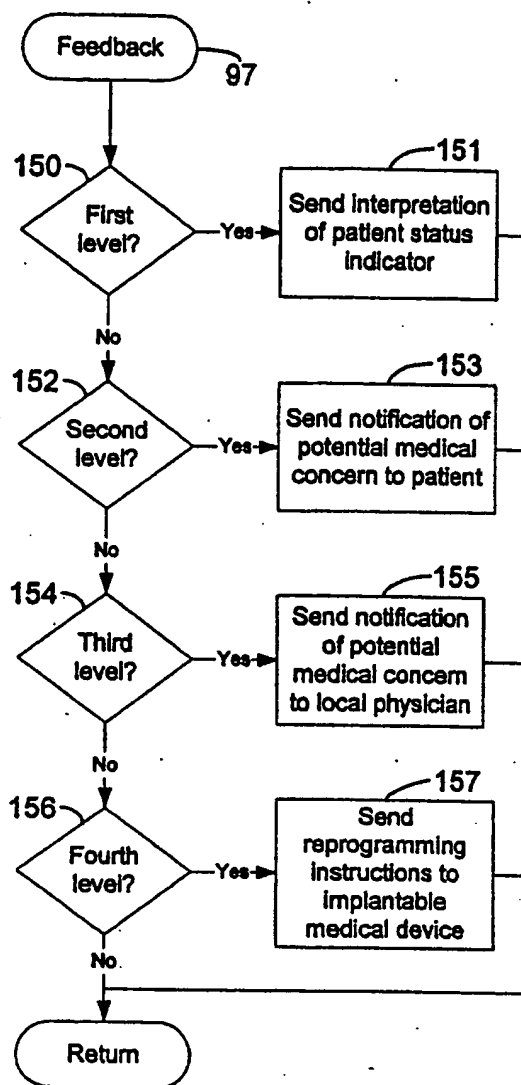 Feedback
97
150
First
level?
Yes
151
Send interpretation
of patient status
indicator
No
152
Second
level?
Yes
153
Send notification of
potential medical
concern to patient
No
154
Third
level?
Yes
155
Send notification
of potential
medical concern
to local physician
No
156
Fourth
level?
Yes
157
Send
reprogramming
instructions to
implantable
medical device
No
Return